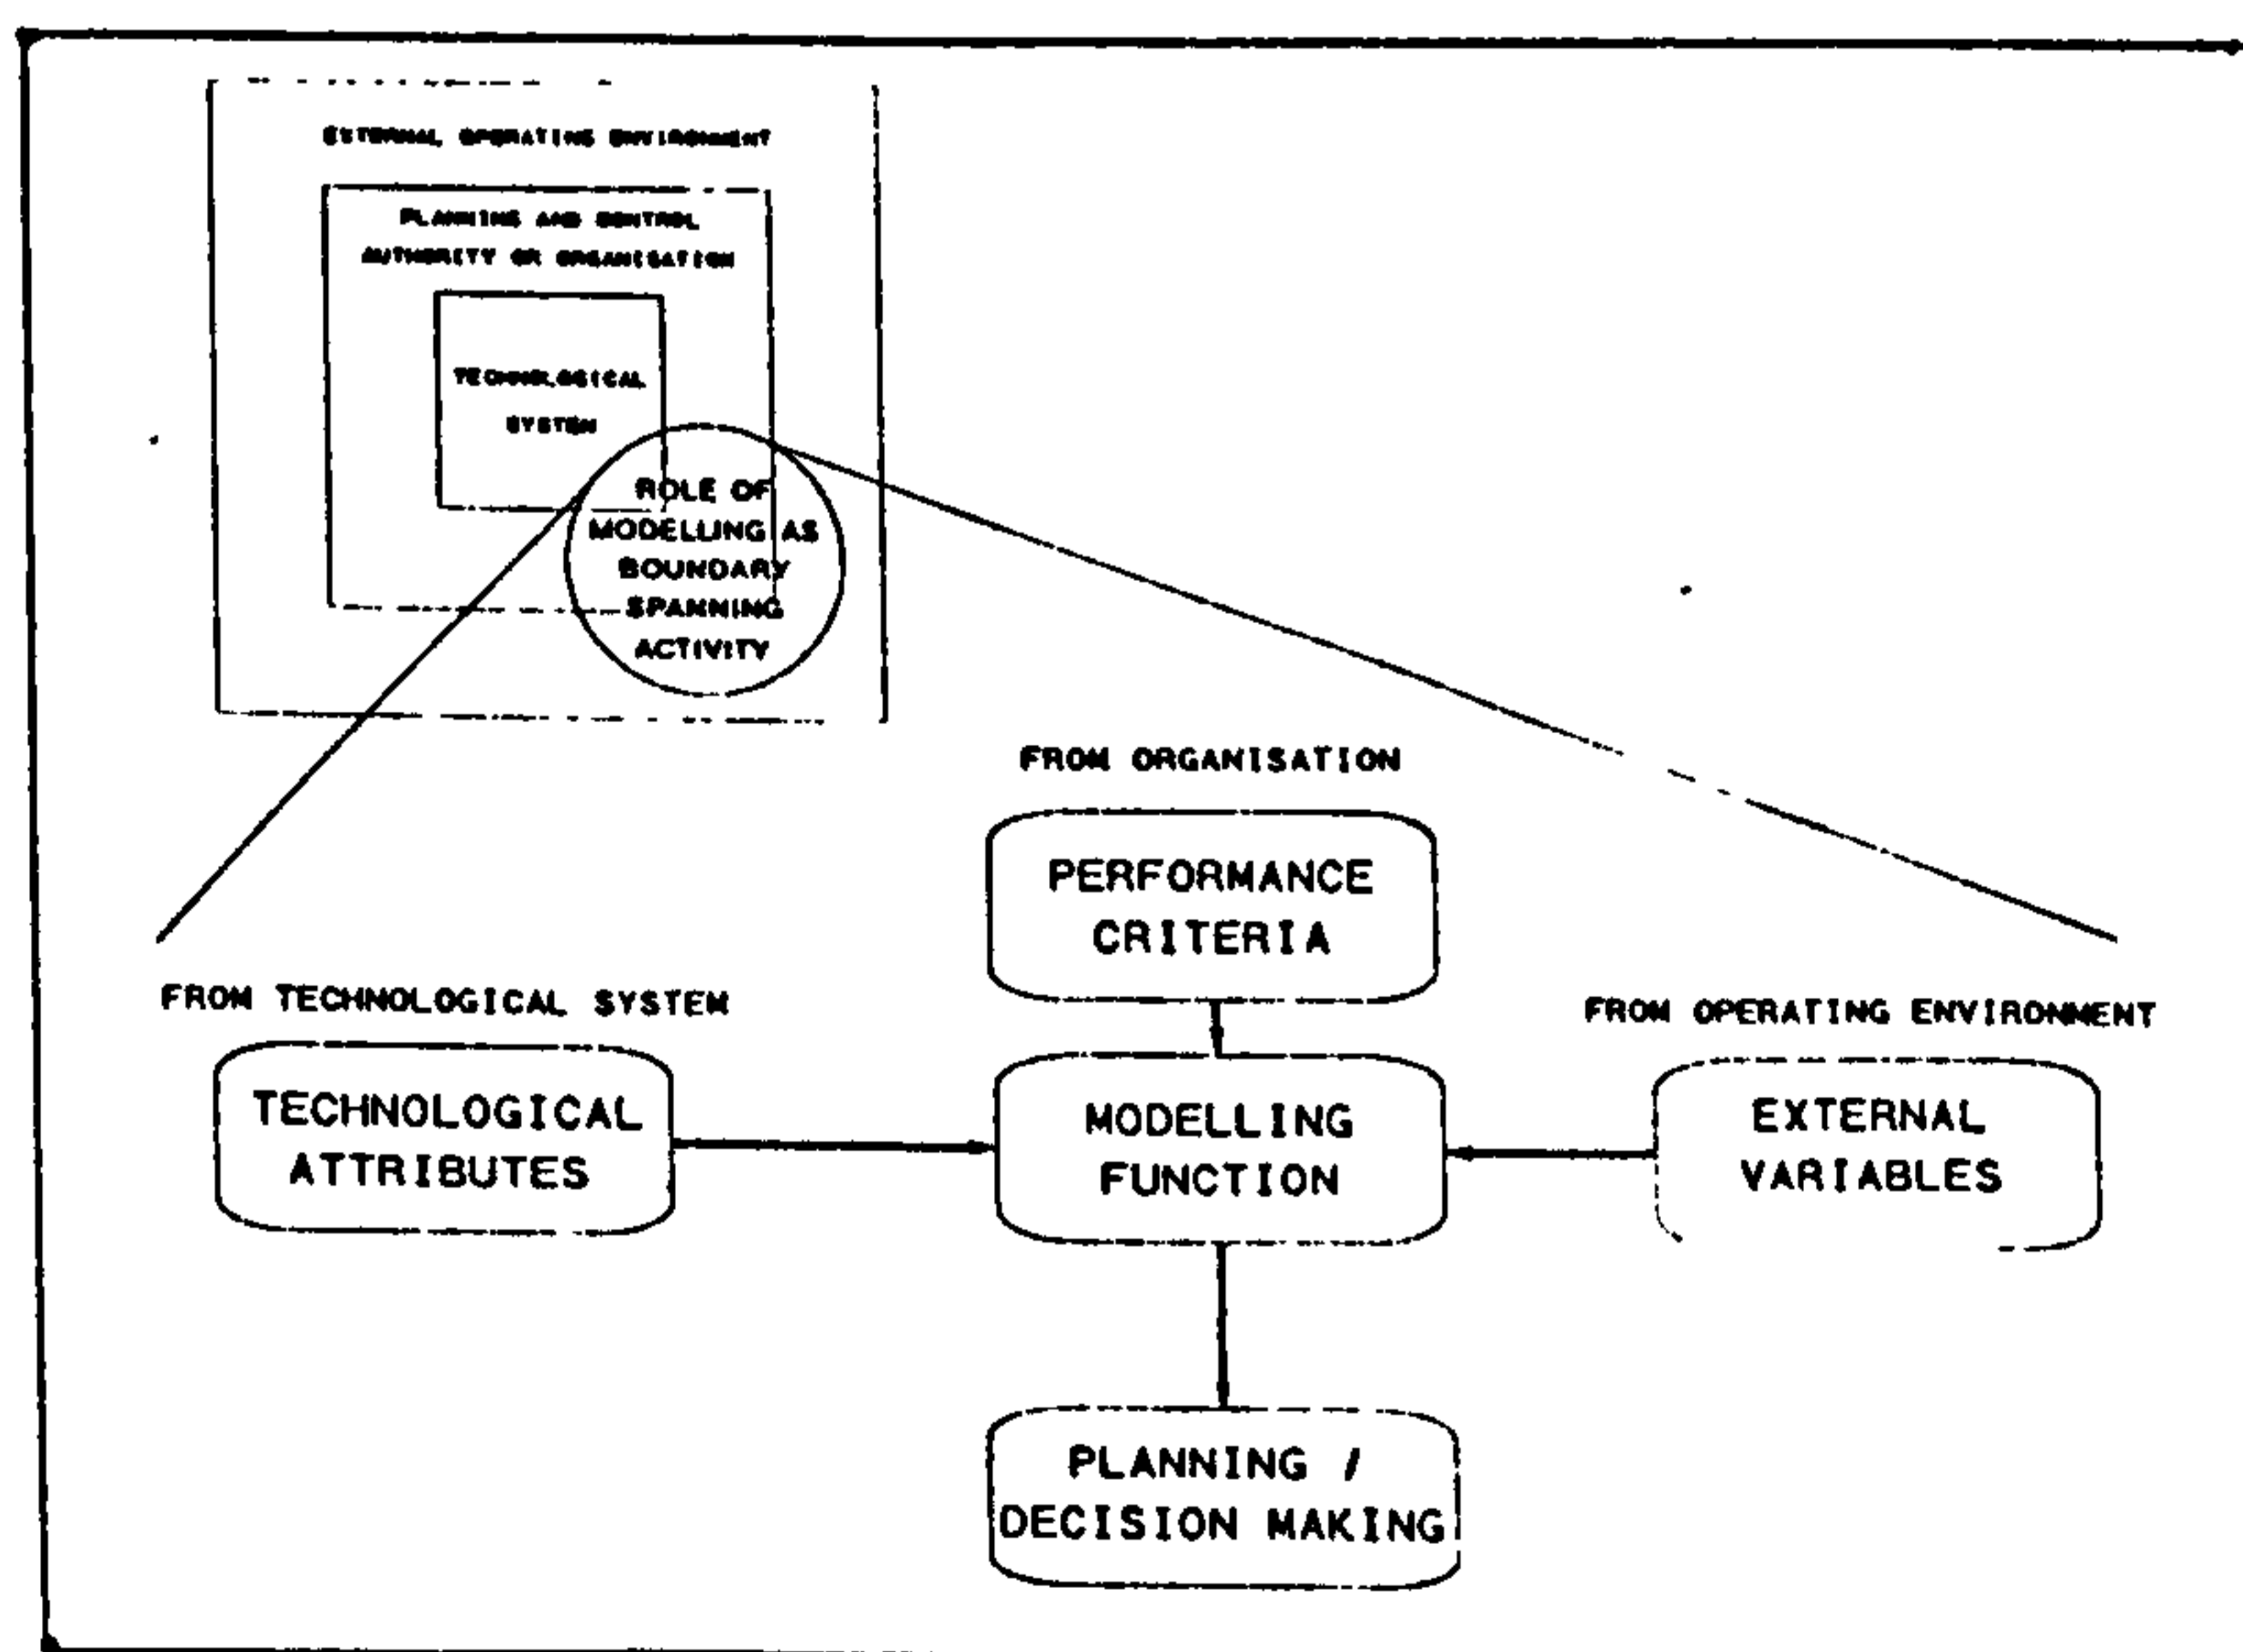 EXTERNAL OPERATING ENVIRONMENT
PLANNING AND CONTROL
AUTHORITY OR ORGANISATION
TECHNOLOGICAL
SYSTEM
ROLE OF
MODELLING AS
BOUNDARY
SPANNING
ACTIVITY
FROM ORGANISATION
PERFORMANCE
CRITERIA
FROM TECHNOLOGICAL SYSTEM
FROM OPERATING ENVIRONMENT
TECHNOLOGICAL
ATTRIBUTES
MODELLING
FUNCTION
EXTERNAL
VARIABLES
PLANNING /
DECISION MAKING